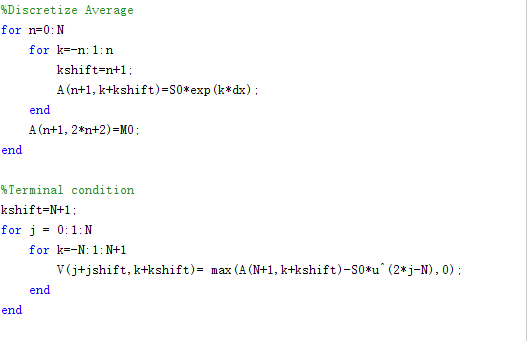 %Discretize Average
for n=0:N
for k=-n:1:n
kshift=n+1;
A(n+1,k+kshift)=S0*exp(k*dx);
end
A(n+1,2*n+2)=M0;
end
%Terminal condition
kshift=N+1;
for j = 0:1:N
for k=-N:1:N+1
V(j+jshift,k+kshift)= max(A(N+1,k+kshift)-S0*u^(2*j-N),0);
end
end